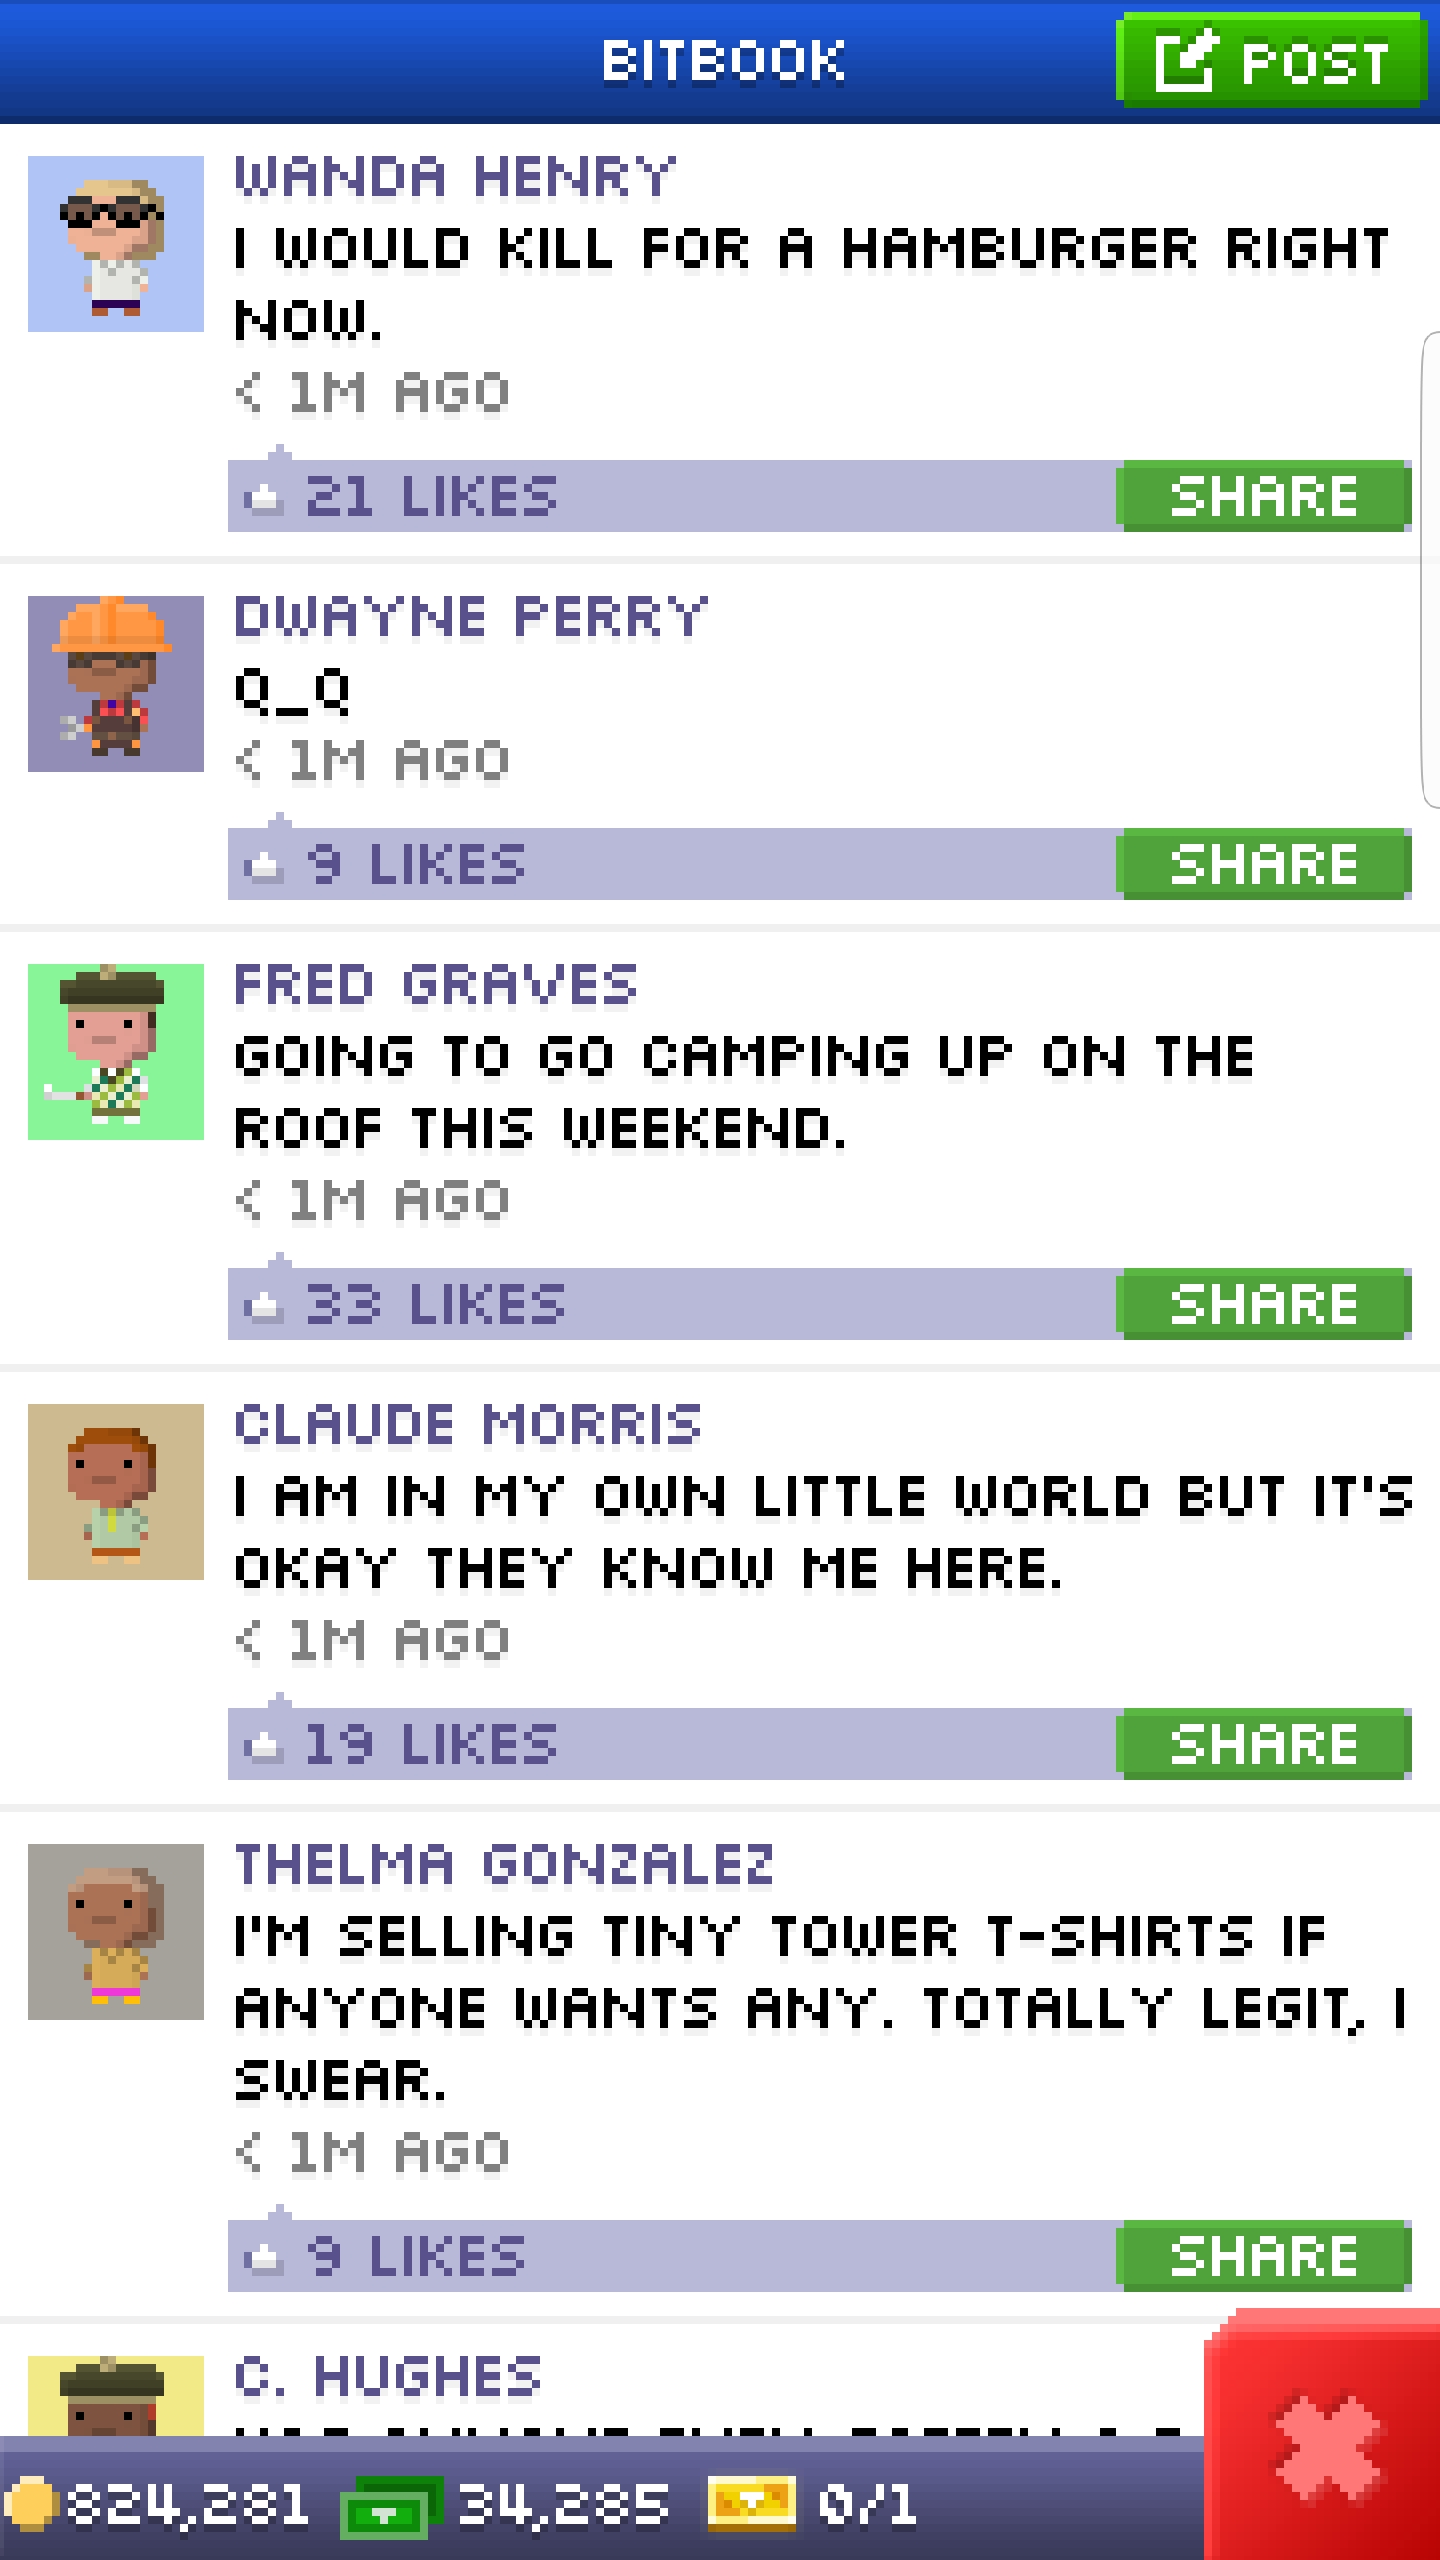 BITBOOK
POST
WANDA HENRY
I WOULD KILL FOR A HAMBURGER RIGHT
NOW.
< 1M AGO
21 LIKES
SHARE
DWAYNE PERRY
Q_Q
< 1M AGO
9 LIKES
SHARE
FRED GRAVES
GOING TO GO CAMPING UP ON THE
ROOF THIS WEEKEND.
< 1M AGO
33 LIKES
SHARE
CLAUDE MORRIS
I AM IN MY OWN LITTLE WORLD BUT IT'S
OKAY THEY KNOW ME HERE.
< 1M AGO
19 LIKES
SHARE
THELMA GONZALEZ
I'M SELLING TINY TOWER T-SHIRTS IF
ANYONE WANTS ANY. TOTALLY LEGIT, I
SWEAR.
< 1M AGO
9 LIKES
SHARE
C. HUGHES
824,281
34,285
0/1